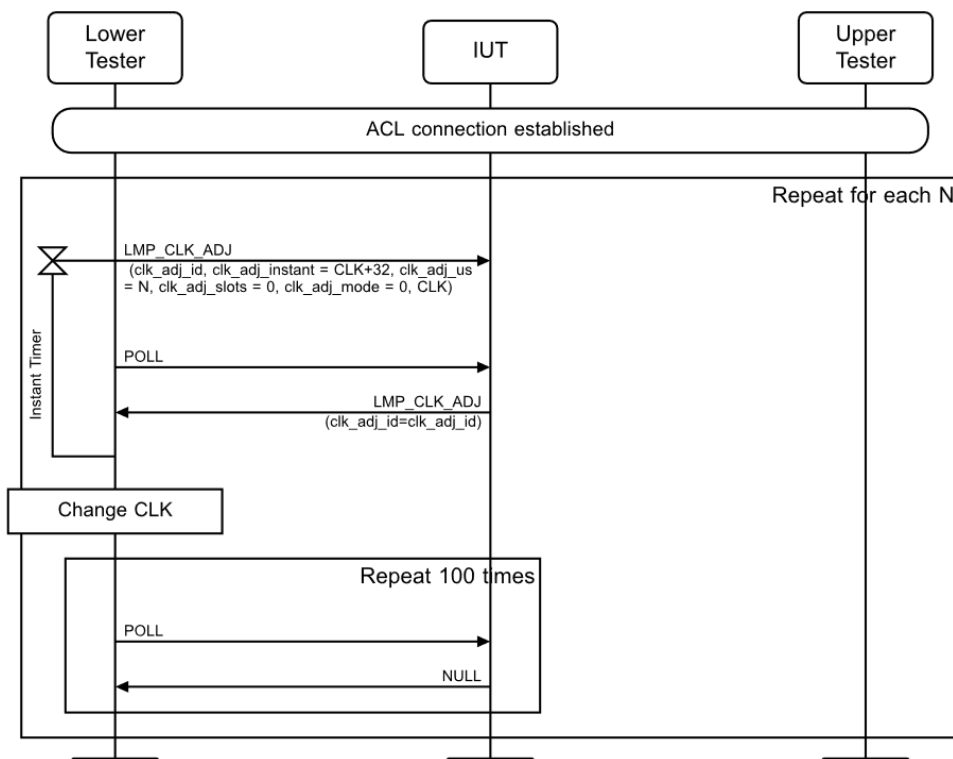 Lower
Tester
IUT
Upper
Tester
ACL connection established
Repeat for each N
LMP_CLK_ADJ
(clk_adj_id, clk_adj_instant = CLK+32, clk_adj_us
= N, clk_adj_slots = 0, clk_adj_mode = 0, CLK)
Instant Timer
POLL
LMP_CLK_ADJ
(clk_adj_id=clk_adj_id)
Change CLK
Repeat 100 times
POLL
NULL